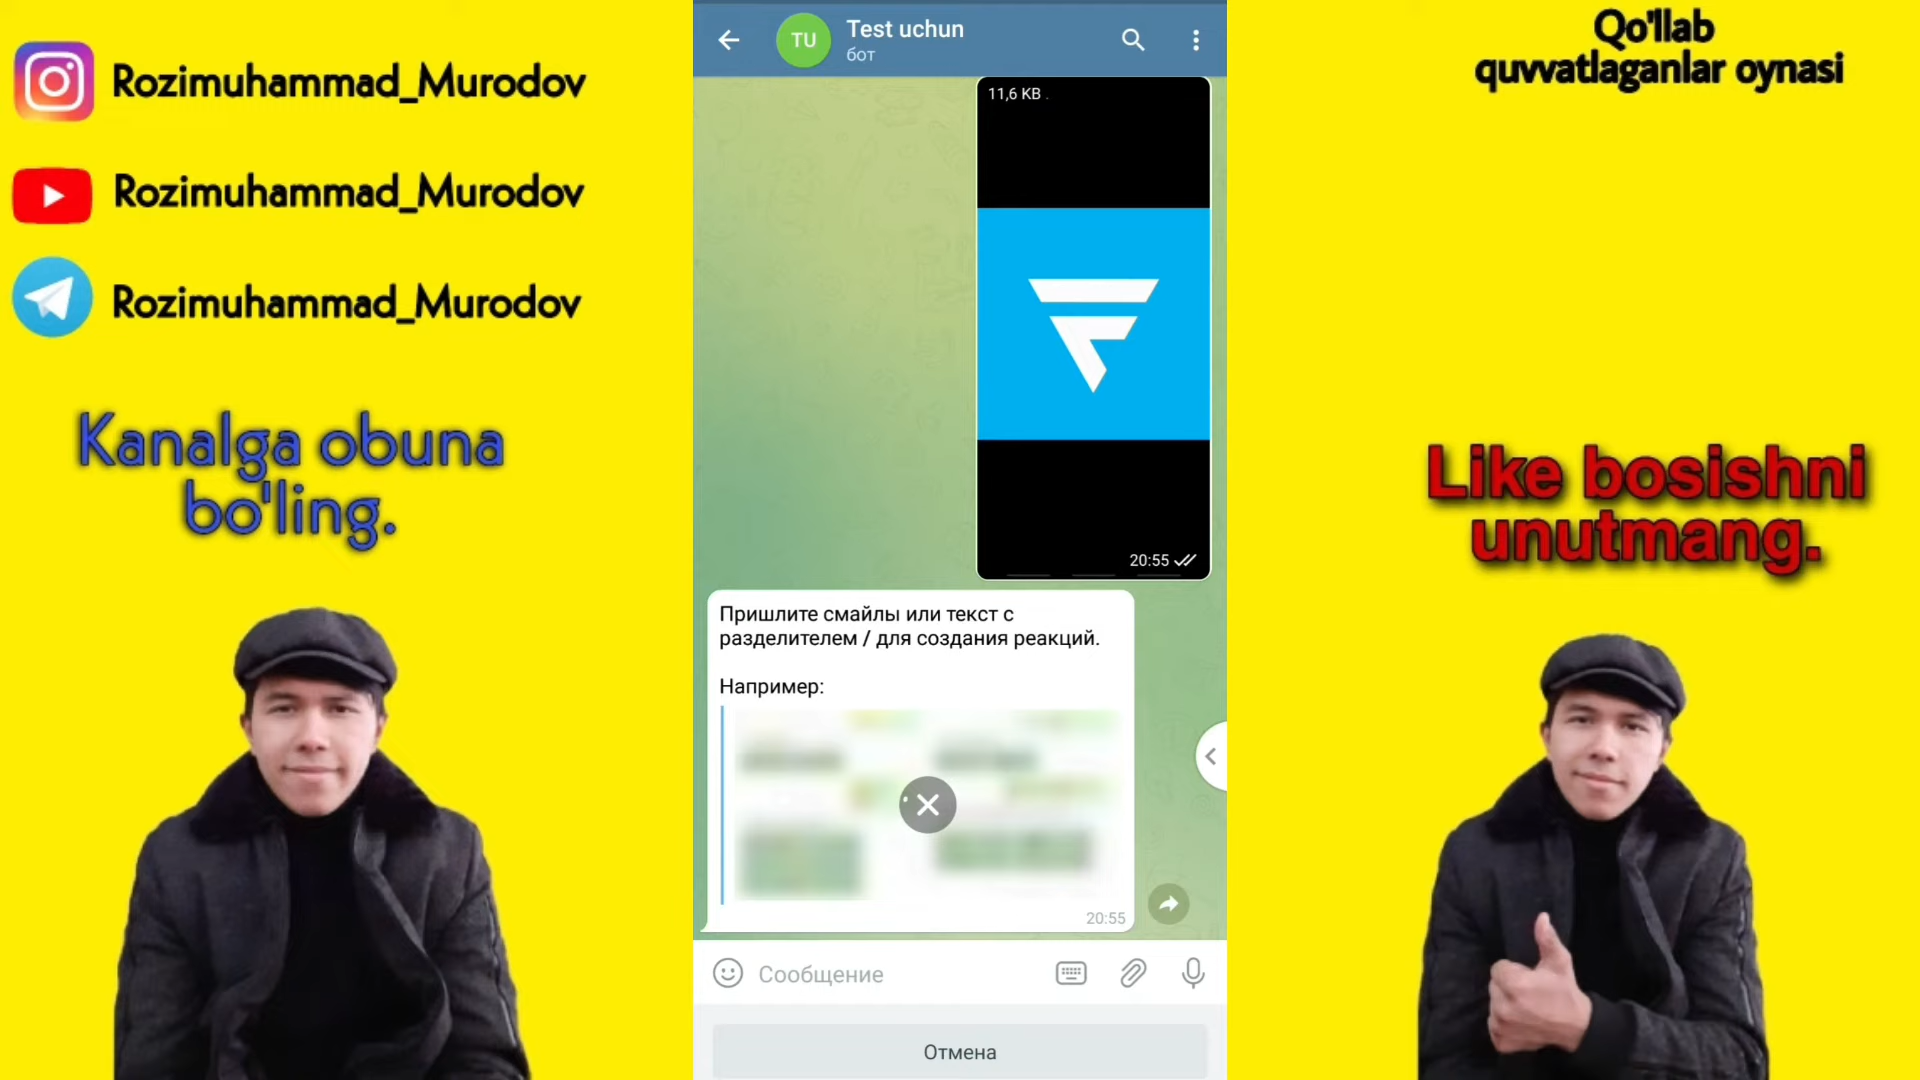 Rozimuhammad_Murodov
Rozimuhammad_Murodov
Rozimuhammad_Murodov
Kanalga obuna
bo'ling.
TU
Test uchun
бот
11,6 KB
20:55
Пришлите смайлы или текст с
разделителем / для создания реакций.
Например:
20:55
Сообщение
Отмена
Qo'llab
quvvatlaganlar oynasi
Like bosishni
unutmang.